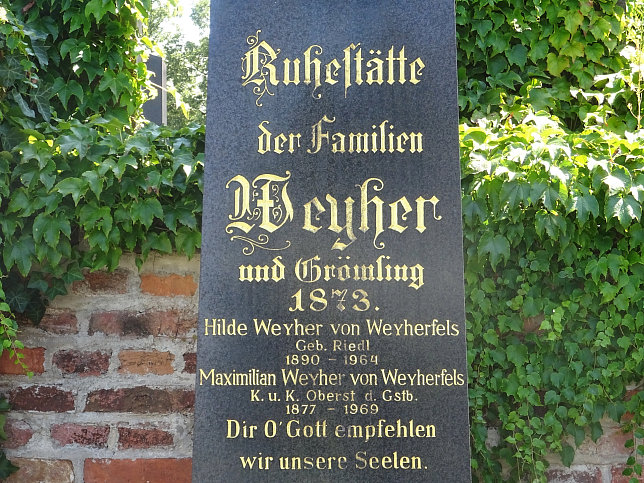 Ruheſtätte
der Familien
Weyher
und Grömling
1873.
Hilde Weyher von Weyherfels
Geb. Riedl
1890 - 1964
Maximilian Weyher von Weyherfels
K. u. K. Oberst d. Gstb.
1877 - 1969
Dir O' Gott empfehlen
wir unsere Seelen.